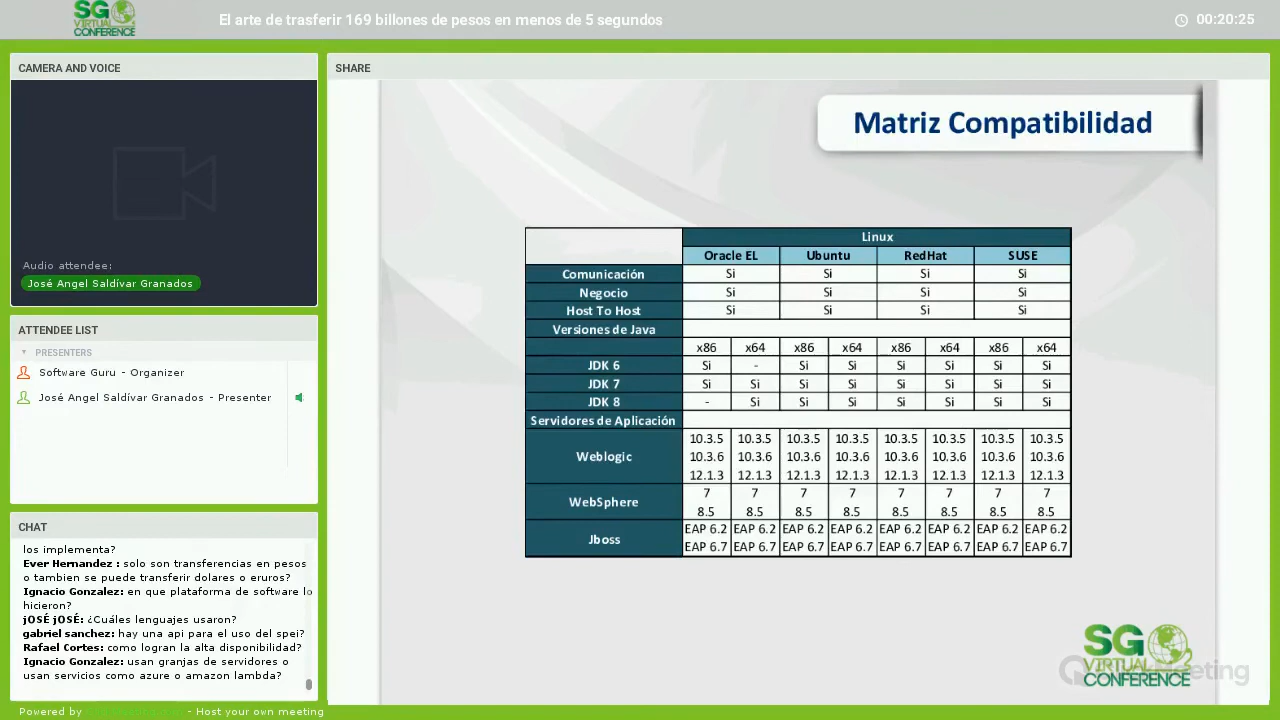 SG
VIRTUAL
CONFERENCE
El arte de trasferir 169 billones de pesos en menos de 5 segundos
00:20:25
CAMERA AND VOICE
Audio attendee:
José Angel Saldívar Granados
ATTENDEE LIST
PRESENTERS
Software Guru - Organizer
José Angel Saldívar Granados - Presenter
CHAT
los implementa?
Ever Hernandez : solo son transferencias en pesos
o tambien se puede transferir dolares o eruros?
Ignacio Gonzalez: en que plataforma de software lo
hicieron?
jOSÉ jOSÉ: ¿Cuáles lenguajes usaron?
gabriel sanchez: hay una api para el uso del spei?
Rafael Cortes: como logran la alta disponibilidad?
Ignacio Gonzalez: usan granjas de servidores o
usan servicios como azure o amazon lambda?
Powered by - Host your own meeting
SHARE
Matriz Compatibilidad
Linux
Oracle EL Ubuntu RedHat SUSE
Comunicación Si Si Si Si
Negocio Si Si Si Si
Host To Host Si Si Si Si
Versiones de Java
x86 x64 x86 x64 x86 x64 x86 x64
JDK 6 Si - Si Si Si Si Si Si
JDK 7 Si Si Si Si Si Si Si Si
JDK 8 - Si Si Si Si Si Si Si
Servidores de Aplicación
10.3.5 10.3.5 10.3.5 10.3.5 10.3.5 10.3.5 10.3.5 10.3.5
Weblogic 10.3.6 10.3.6 10.3.6 10.3.6 10.3.6 10.3.6 10.3.6 10.3.6
12.1.3 12.1.3 12.1.3 12.1.3 12.1.3 12.1.3 12.1.3 12.1.3
WebSphere 7 7 7 7 7 7 7 7
8.5 8.5 8.5 8.5 8.5 8.5 8.5 8.5
Jboss EAP 6.2 EAP 6.2 EAP 6.2 EAP 6.2 EAP 6.2 EAP 6.2 EAP 6.2 EAP 6.2
EAP 6.7 EAP 6.7 EAP 6.7 EAP 6.7 EAP 6.7 EAP 6.7 EAP 6.7 EAP 6.7
SG
VIRTUAL
CONFERENCE